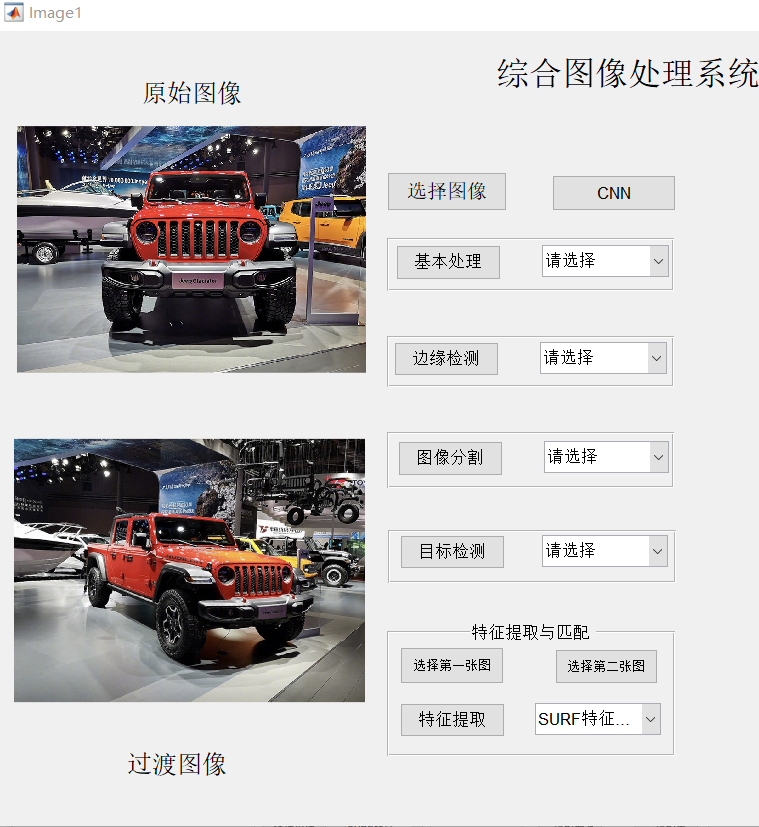 Image1
综合图像处理系统
原始图像
选择图像
CNN
基本处理
请选择
边缘检测
请选择
图像分割
请选择
目标检测
请选择
特征提取与匹配
选择第一张图
选择第二张图
特征提取
SURF特征...
过渡图像
Jeep
Jeep
Jeep Gladiator